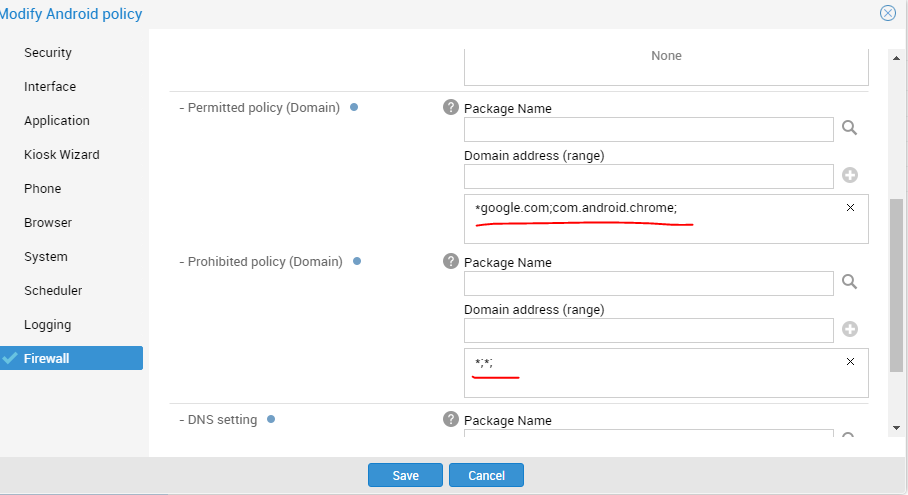 Modify Android policy
Security
Interface
Application
Kiosk Wizard
Phone
Browser
System
Scheduler
Logging
Firewall
None
- Permitted policy (Domain)
?
Package Name
Domain address (range)
*google.com;com.android.chrome;
- Prohibited policy (Domain)
?
Package Name
Domain address (range)
*;*;
- DNS setting
?
Package Name
Save
Cancel